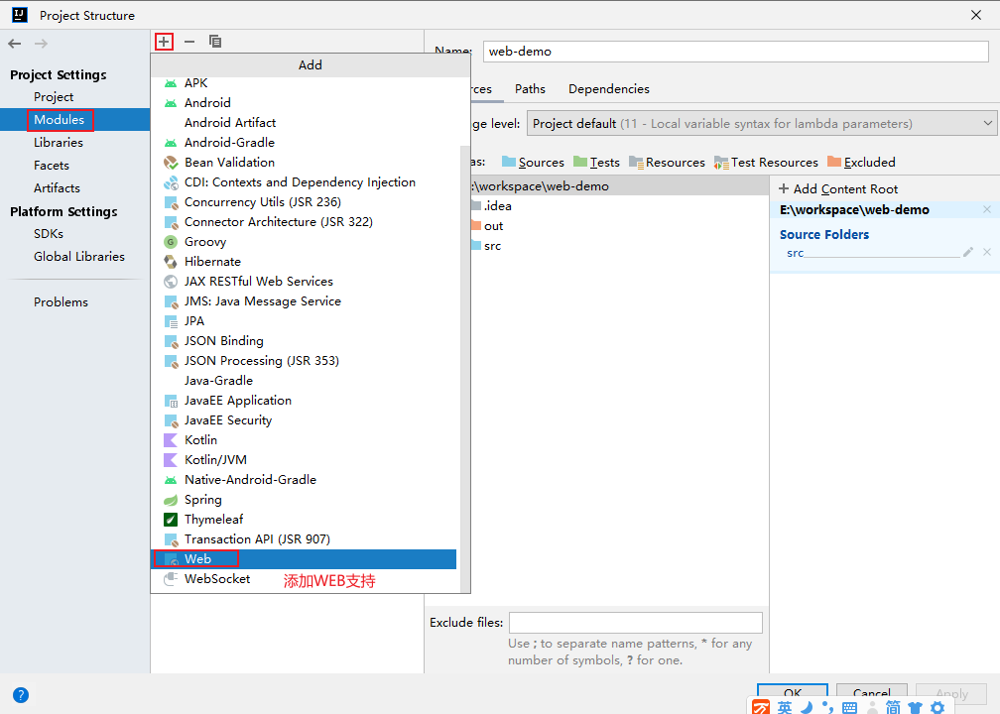 Project Structure
Project Settings
Project
Modules
Libraries
Facets
Artifacts
Platform Settings
SDKs
Global Libraries
Problems
Add
APK
Android
Android Artifact
Android-Gradle
Bean Validation
CDI: Contexts and Dependency Injection
Concurrency Utils (JSR 236)
Connector Architecture (JSR 322)
Groovy
Hibernate
JAX RESTful Web Services
JMS: Java Message Service
JPA
JSON Binding
JSON Processing (JSR 353)
Java-Gradle
JavaEE Application
JavaEE Security
Kotlin
Kotlin/JVM
Native-Android-Gradle
Spring
Thymeleaf
Transaction API (JSR 907)
Web
WebSocket
添加WEB支持
Name: web-demo
rces Paths Dependencies
ge level: Project default (11 - Local variable syntax for lambda parameters)
as: Sources Tests Resources Test Resources Excluded
:\workspace\web-demo
.idea
out
src
+ Add Content Root
E:\workspace\web-demo
Source Folders
src
Exclude files:
Use ; to separate name patterns, * for any
number of symbols, ? for one.
?
OK Cancel Apply
英 简